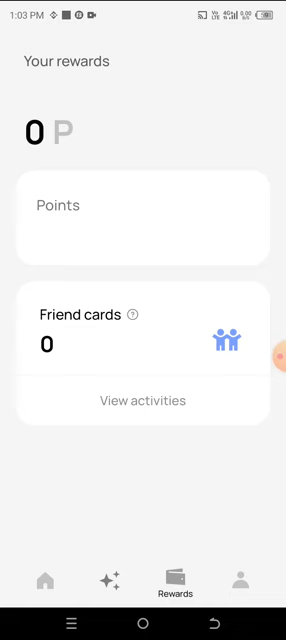 1:03 PM
Your rewards
0 P
Points
Friend cards
0
View activities
Rewards